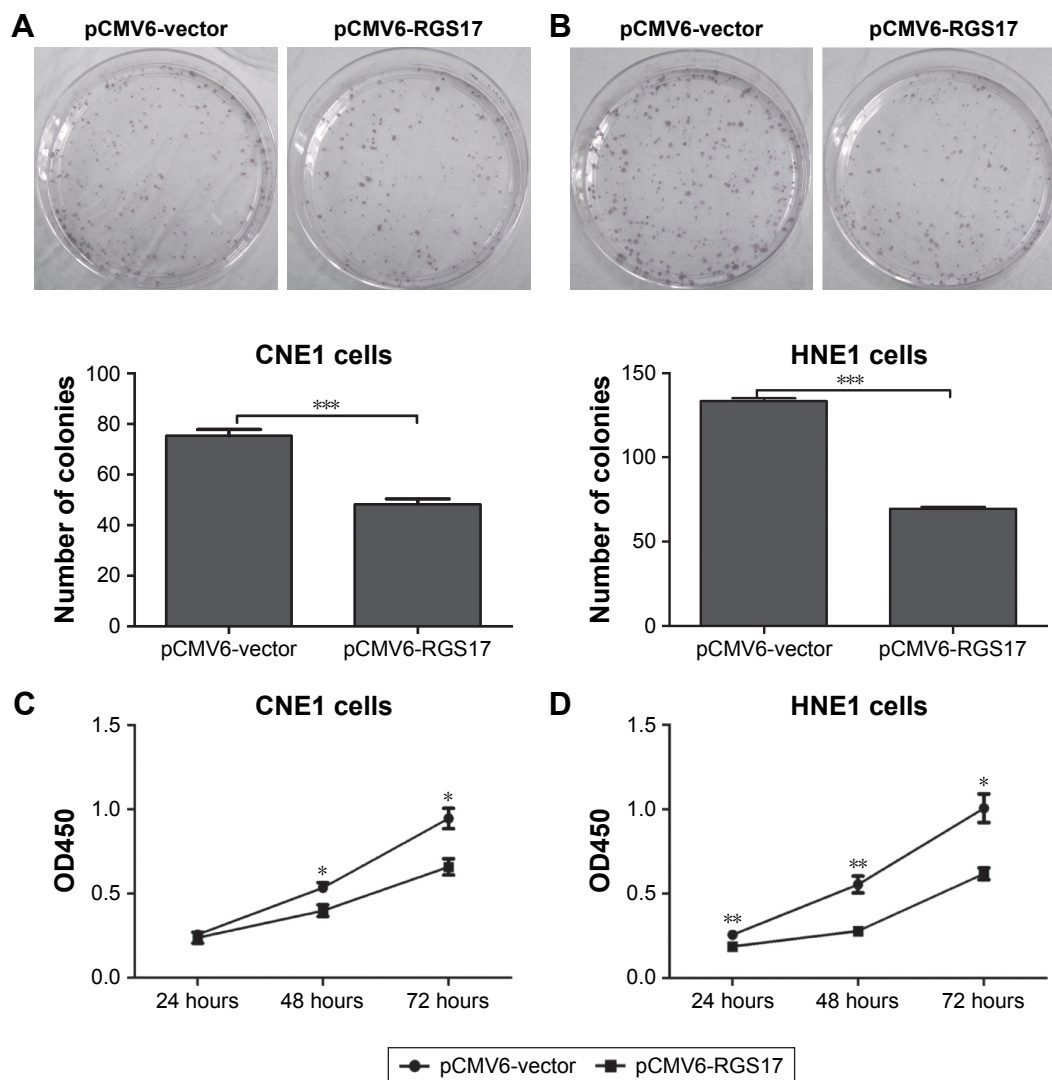 A
pCMV6-vector
pCMV6-RGS17
B
pCMV6-vector
pCMV6-RGS17
CNE1 cells
Number of colonies
100
80
60
40
20
0
***
pCMV6-vector
pCMV6-RGS17
HNE1 cells
Number of colonies
150
100
50
0
***
pCMV6-vector
pCMV6-RGS17
C
CNE1 cells
OD450
1.5
1.0
0.5
0.0
*
*
24 hours
48 hours
72 hours
D
HNE1 cells
OD450
1.5
1.0
0.5
0.0
**
**
*
24 hours
48 hours
72 hours
pCMV6-vector
pCMV6-RGS17